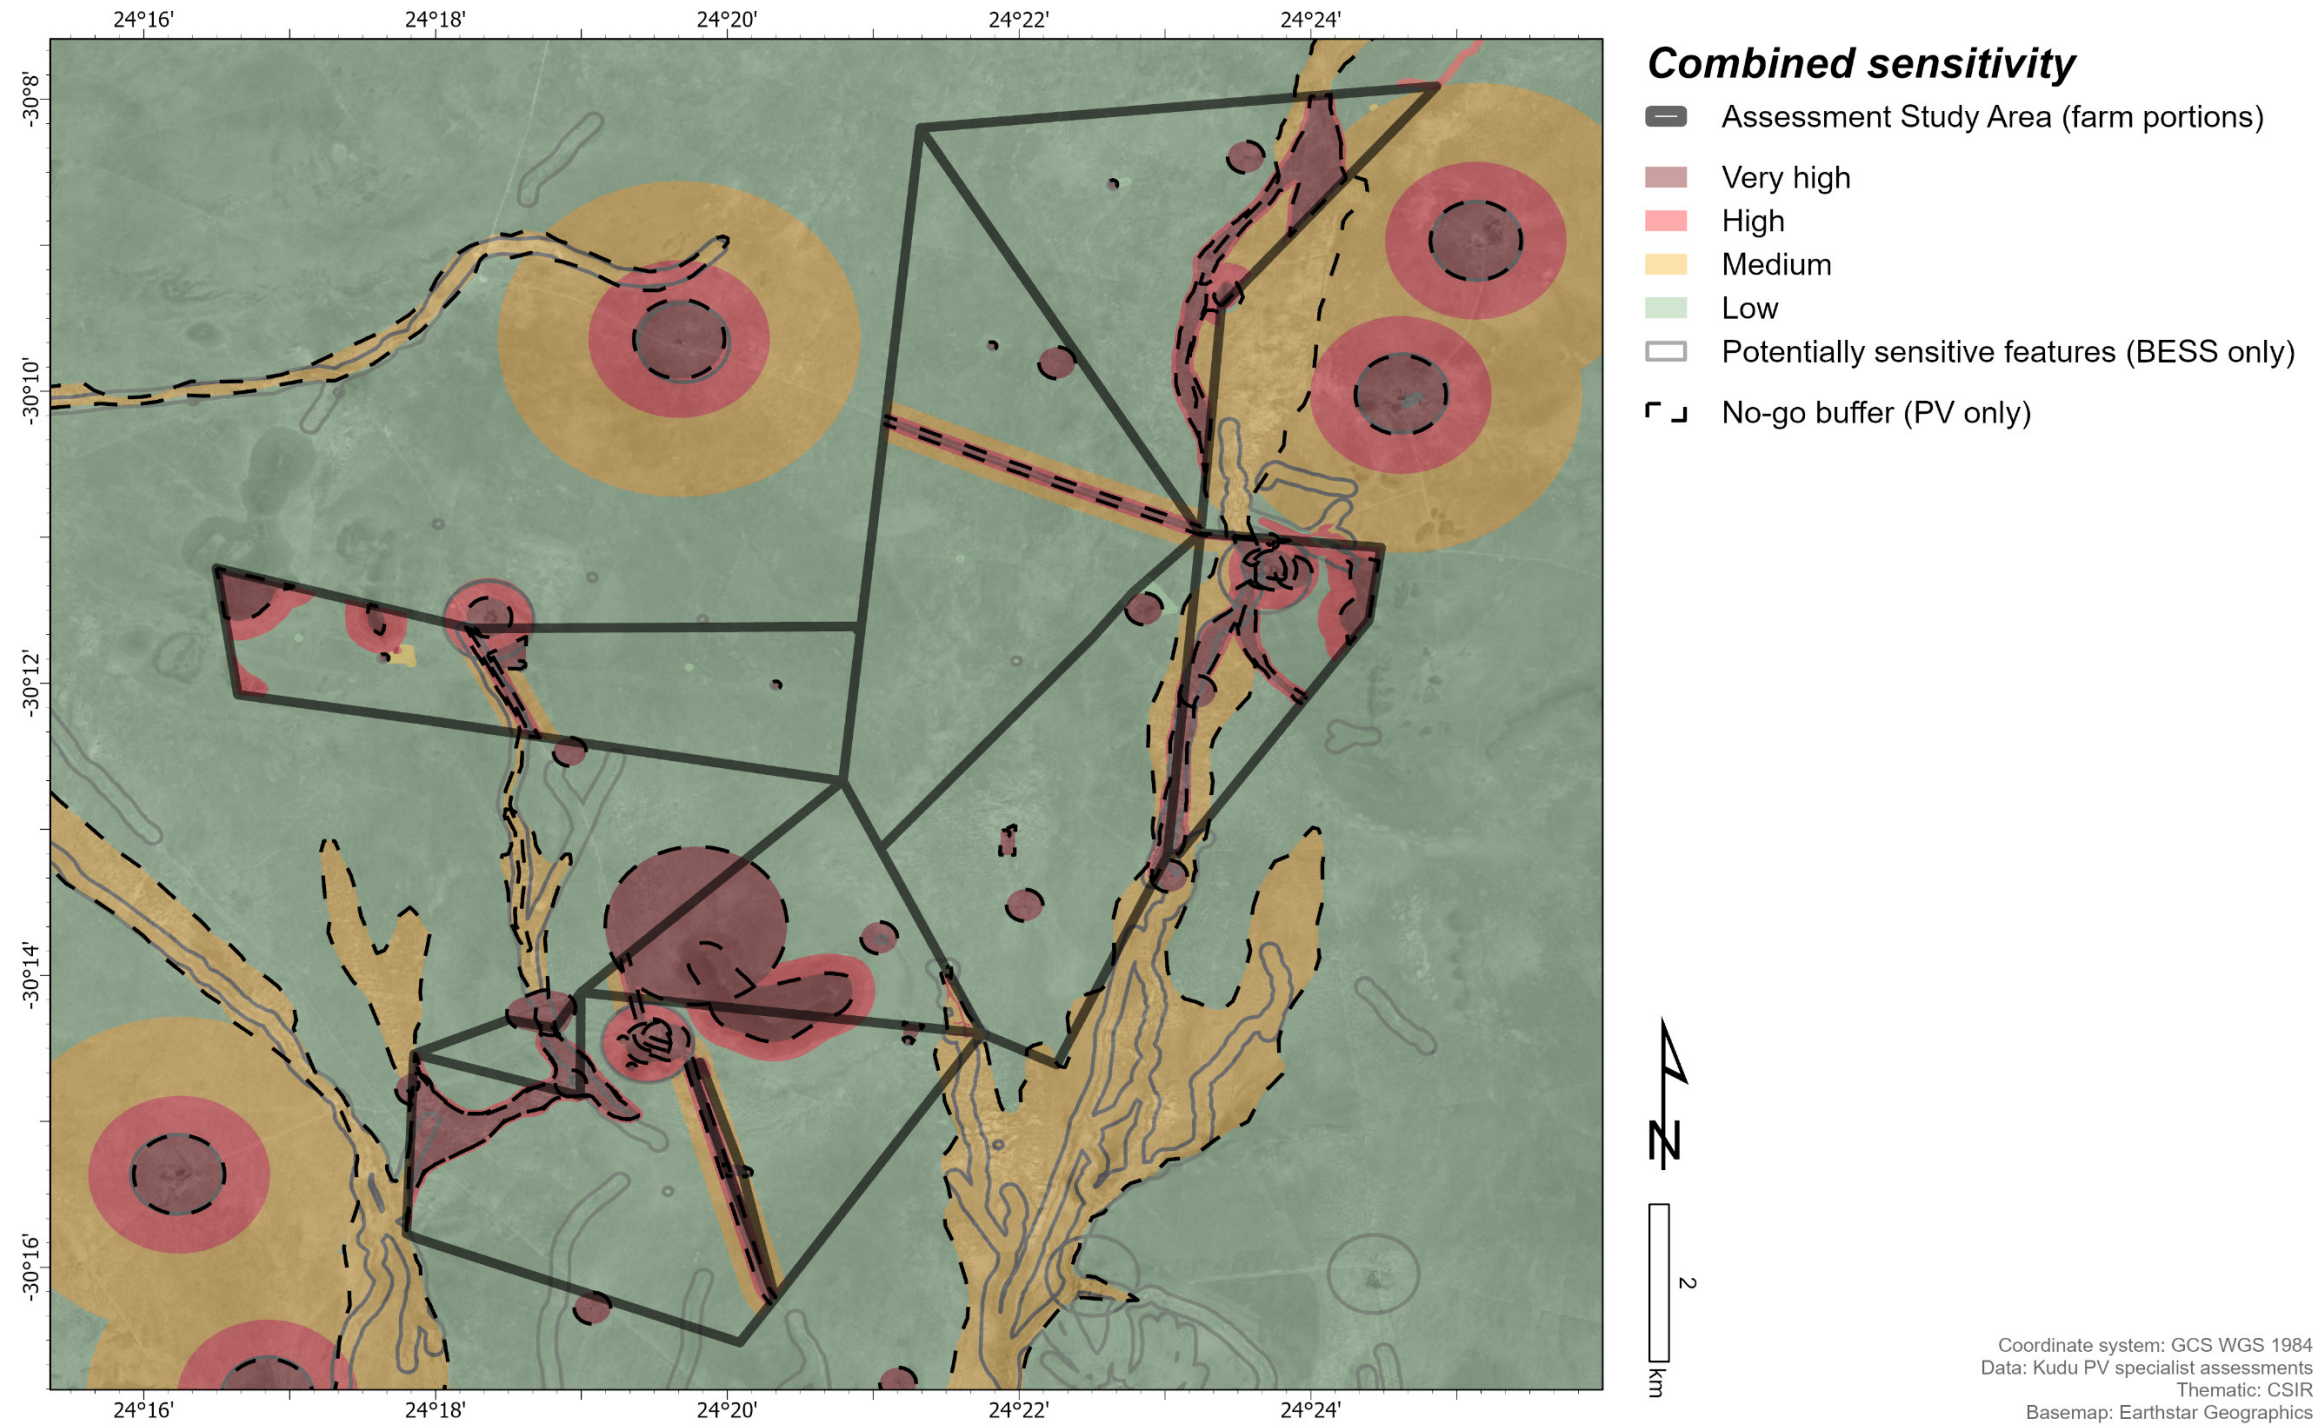 24°16' 24°18' 24°20' 24°22' 24°24'
-30°8'
-30°10'
-30°12'
-30°14'
-30°16'
24°16' 24°18' 24°20' 24°22' 24°24'
Combined sensitivity
Assessment Study Area (farm portions)
Very high
High
Medium
Low
Potentially sensitive features (BESS only)
No-go buffer (PV only)
N
2
km
Coordinate system: GCS WGS 1984
Data: Kudu PV specialist assessments
Thematic: CSIR
Basemap: Earthstar Geographics